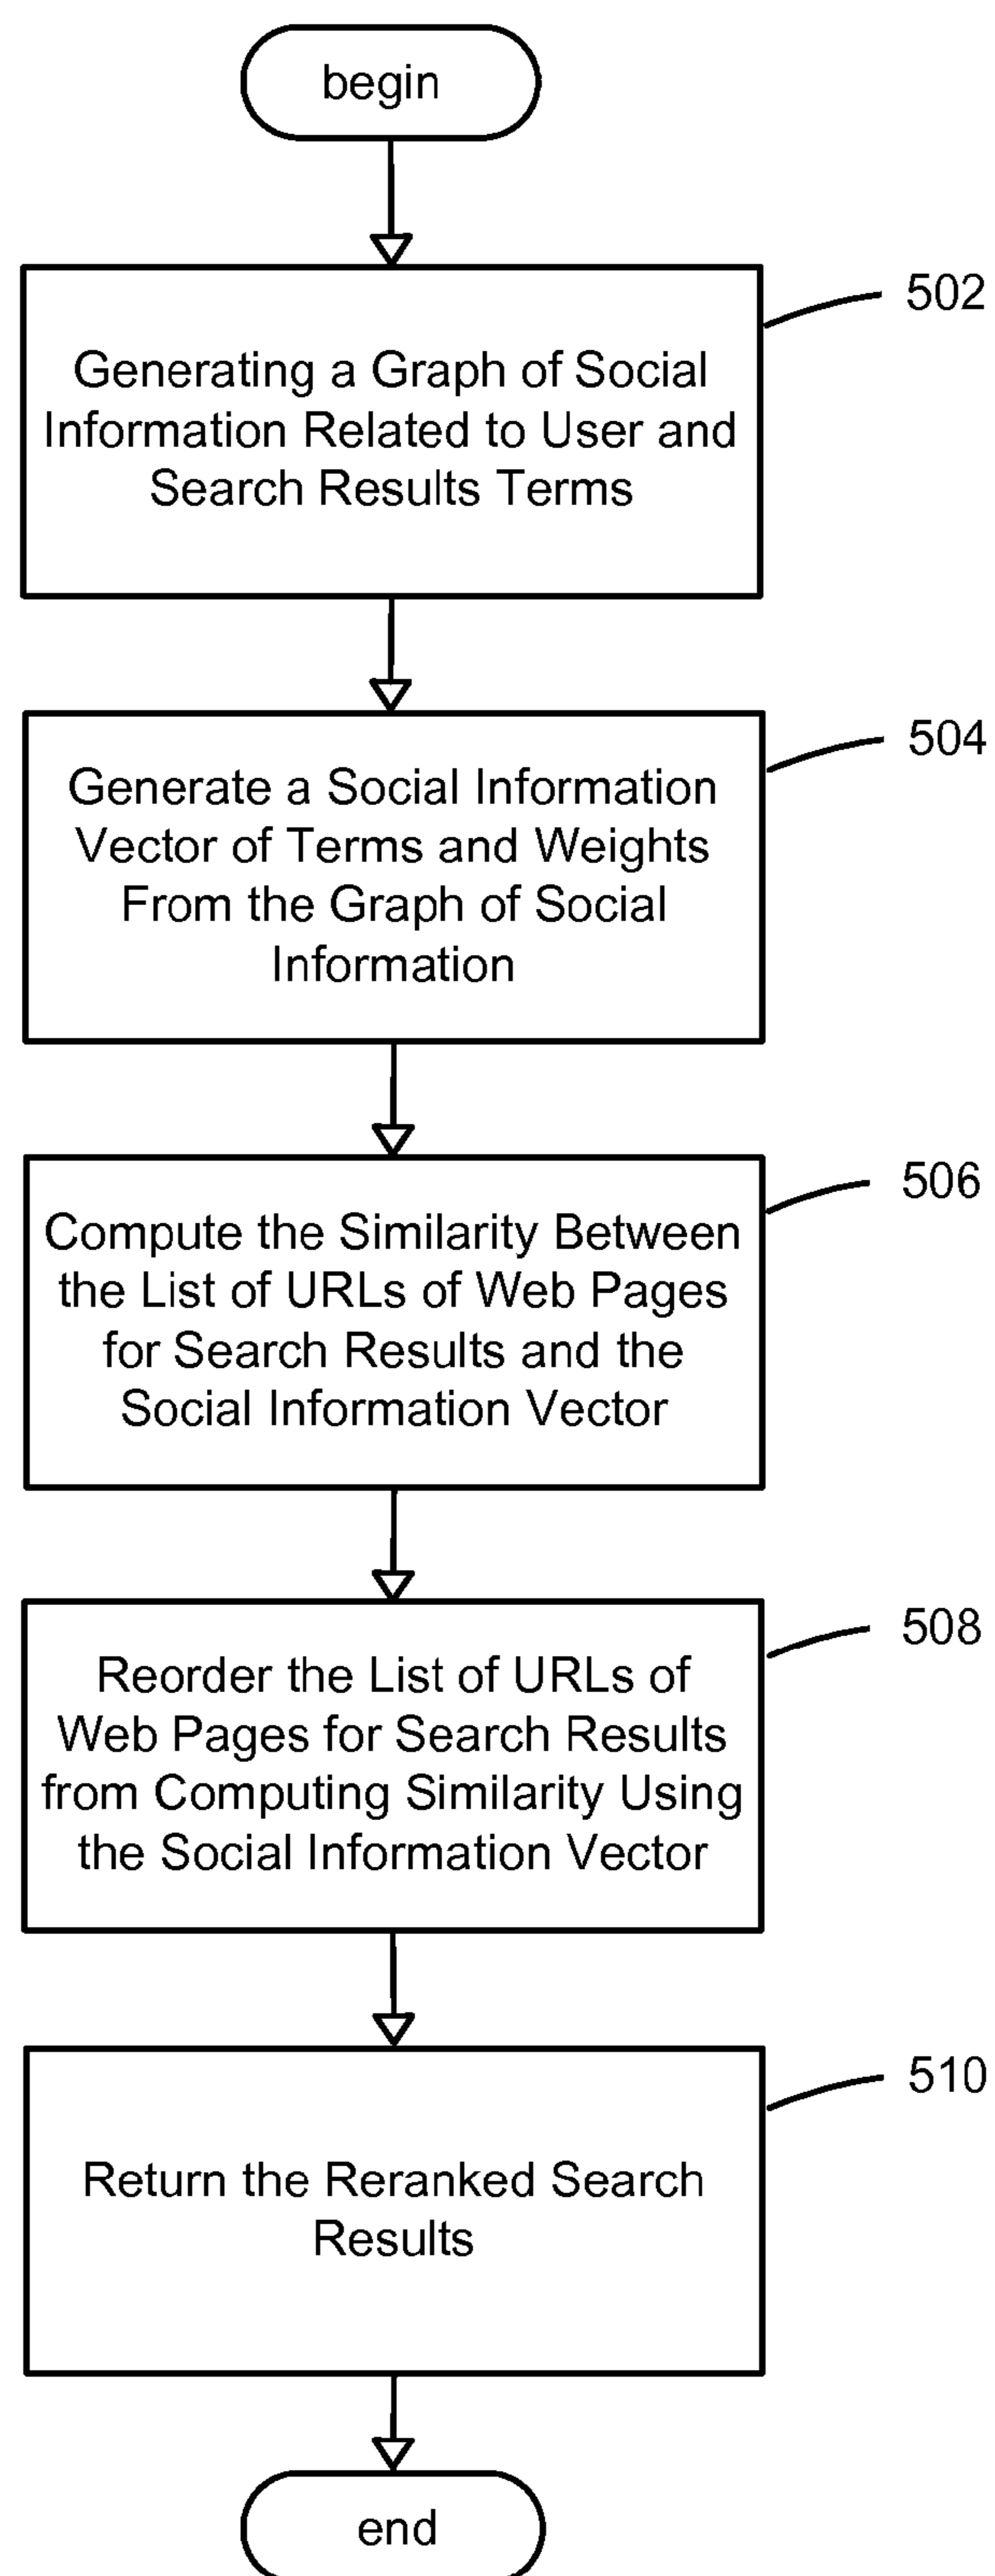 begin
502
Generating a Graph of Social
Information Related to User and
Search Results Terms
504
Generate a Social Information
Vector of Terms and Weights
From the Graph of Social
Information
506
Compute the Similarity Between
the List of URLs of Web Pages
for Search Results and the
Social Information Vector
508
Reorder the List of URLs of
Web Pages for Search Results
from Computing Similarity Using
the Social Information Vector
510
Return the Reranked Search
Results
end